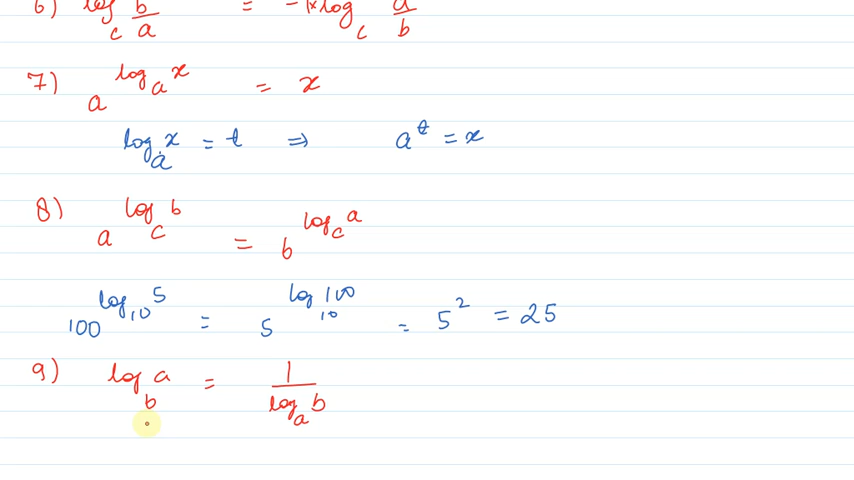 6) log_c b/a = -1×log_c a/b
7) a^(log_a x) = x
log_a x = t ⇒ a^t = x
8) a^(log_c b) = b^(log_c a)
100^(log_10 5) = 5^(log_10 100) = 5^2 = 25
9) log_b a = 1/(log_a b)